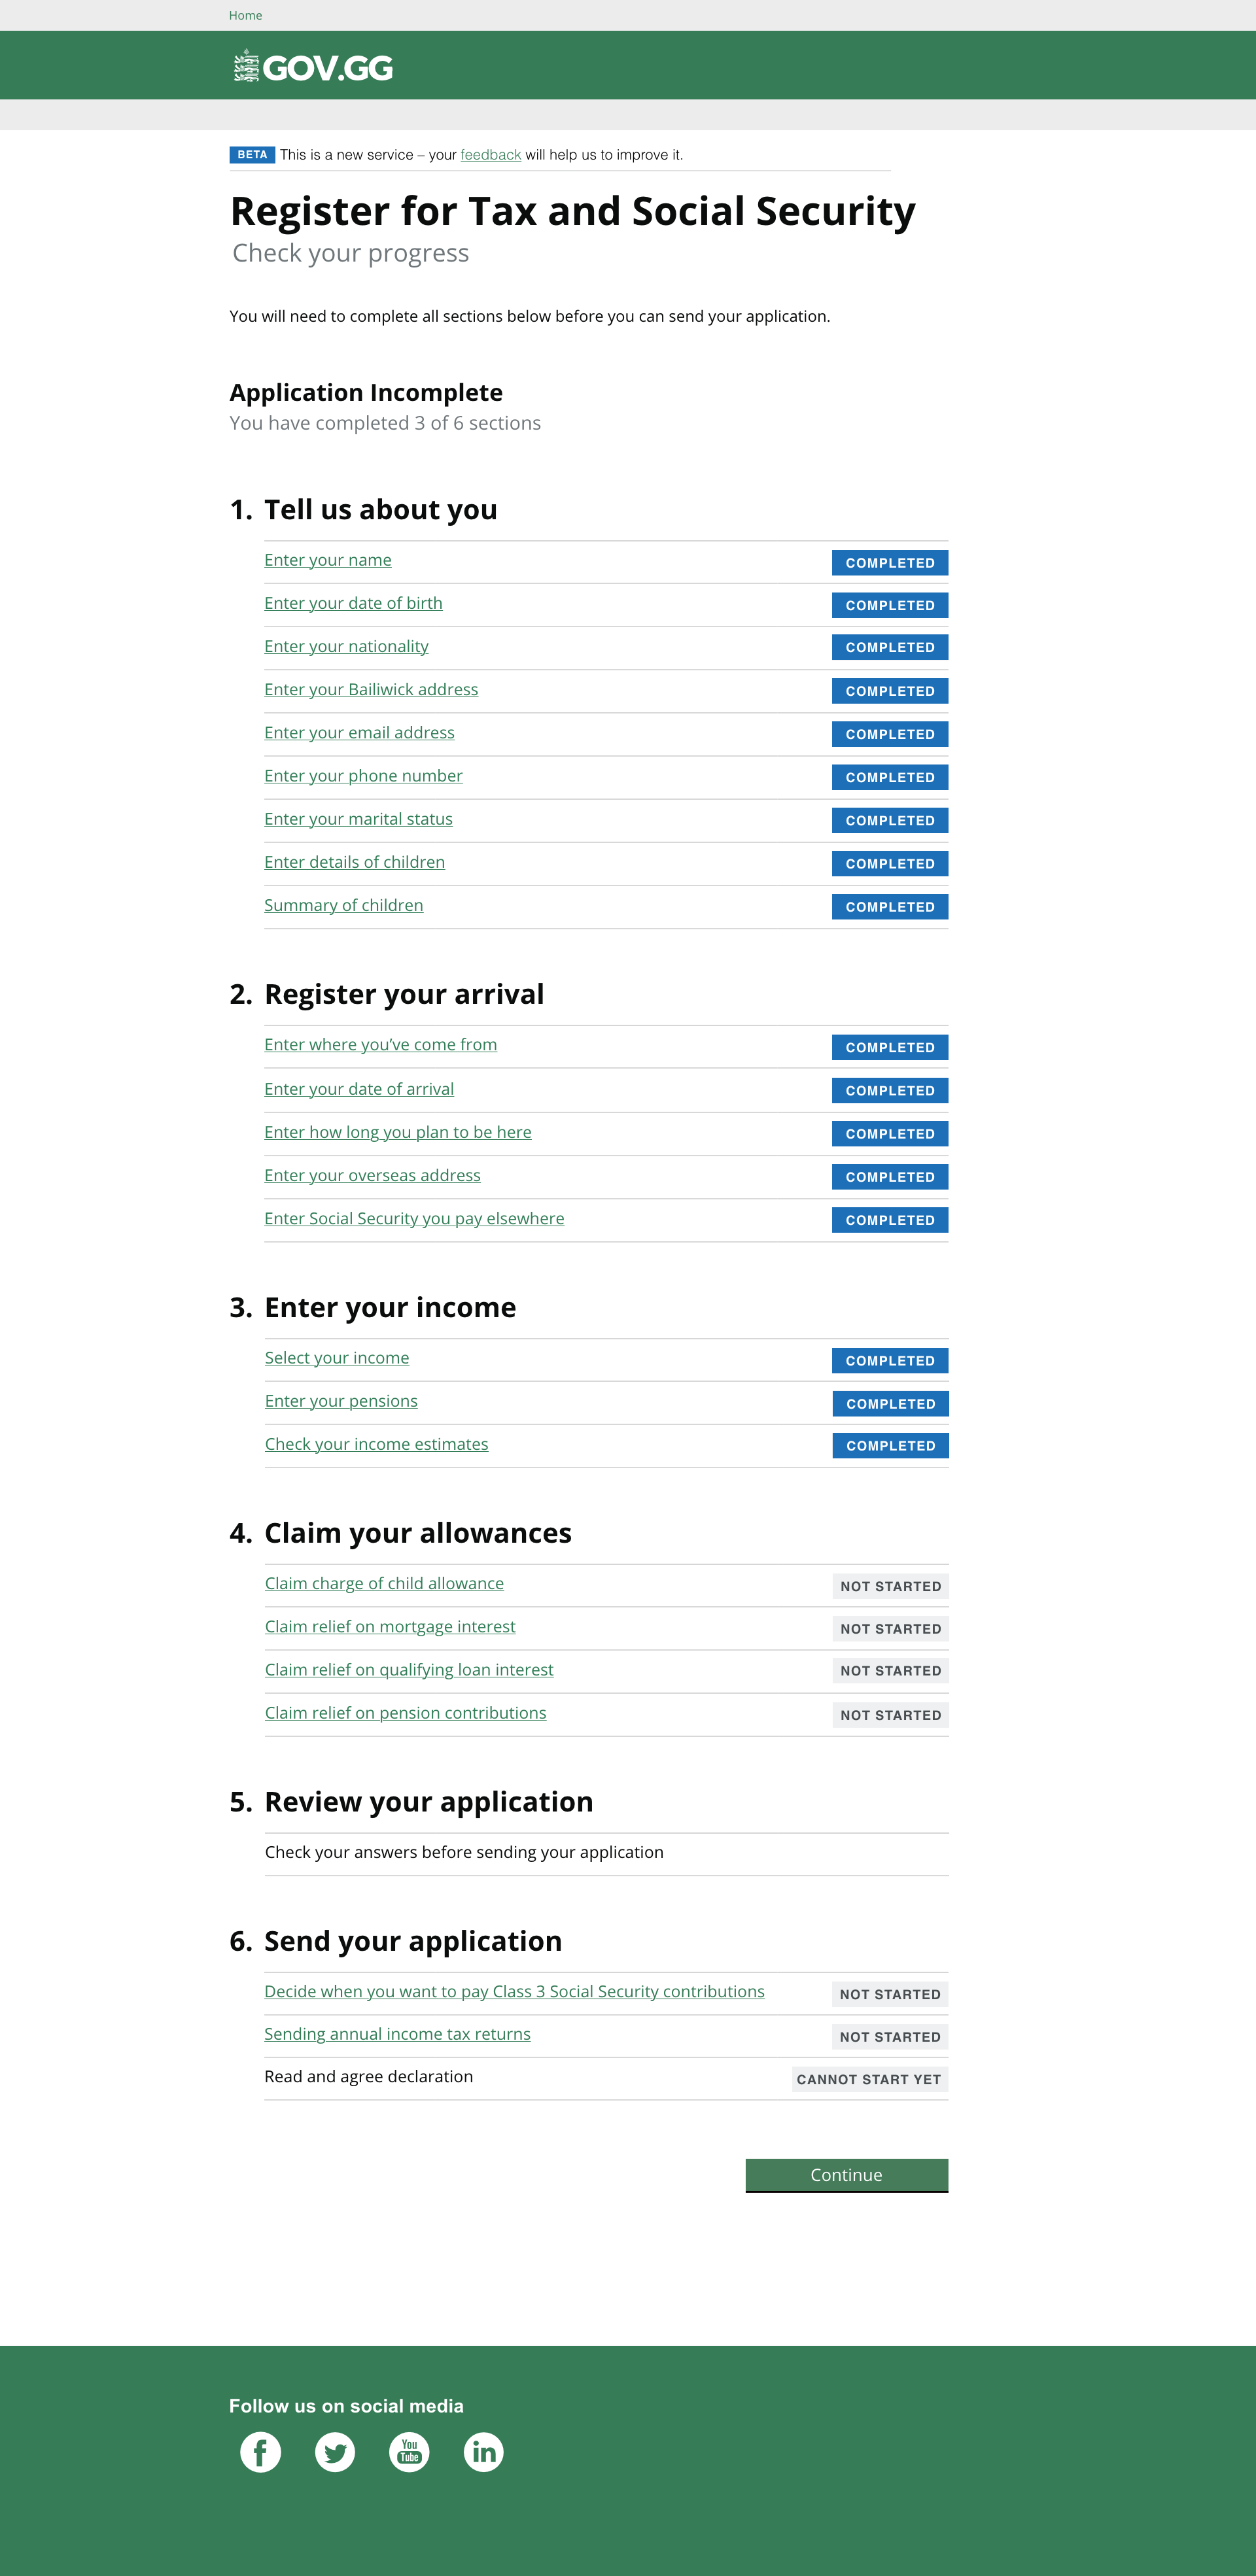 Home
GOV.GG
BETA This is a new service – your feedback will help us to improve it.
Register for Tax and Social Security
Check your progress
You will need to complete all sections below before you can send your application.
Application Incomplete
You have completed 3 of 6 sections
1. Tell us about you
Enter your name COMPLETED
Enter your date of birth COMPLETED
Enter your nationality COMPLETED
Enter your Bailiwick address COMPLETED
Enter your email address COMPLETED
Enter your phone number COMPLETED
Enter your marital status COMPLETED
Enter details of children COMPLETED
Summary of children COMPLETED
2. Register your arrival
Enter where you’ve come from COMPLETED
Enter your date of arrival COMPLETED
Enter how long you plan to be here COMPLETED
Enter your overseas address COMPLETED
Enter Social Security you pay elsewhere COMPLETED
3. Enter your income
Select your income COMPLETED
Enter your pensions COMPLETED
Check your income estimates COMPLETED
4. Claim your allowances
Claim charge of child allowance NOT STARTED
Claim relief on mortgage interest NOT STARTED
Claim relief on qualifying loan interest NOT STARTED
Claim relief on pension contributions NOT STARTED
5. Review your application
Check your answers before sending your application
6. Send your application
Decide when you want to pay Class 3 Social Security contributions NOT STARTED
Sending annual income tax returns NOT STARTED
Read and agree declaration CANNOT START YET
Continue
Follow us on social media
f You Tube in